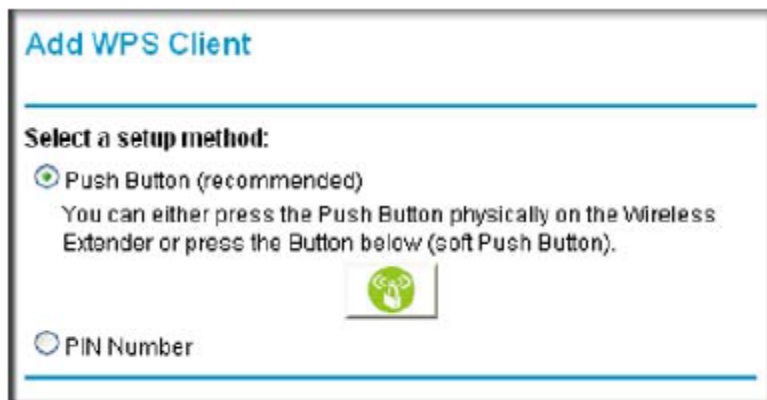 Add WPS Client
Select a setup method:
Push Button (recommended)
You can either press the Push Button physically on the Wireless
Extender or press the Button below (soft Push Button).
PIN Number